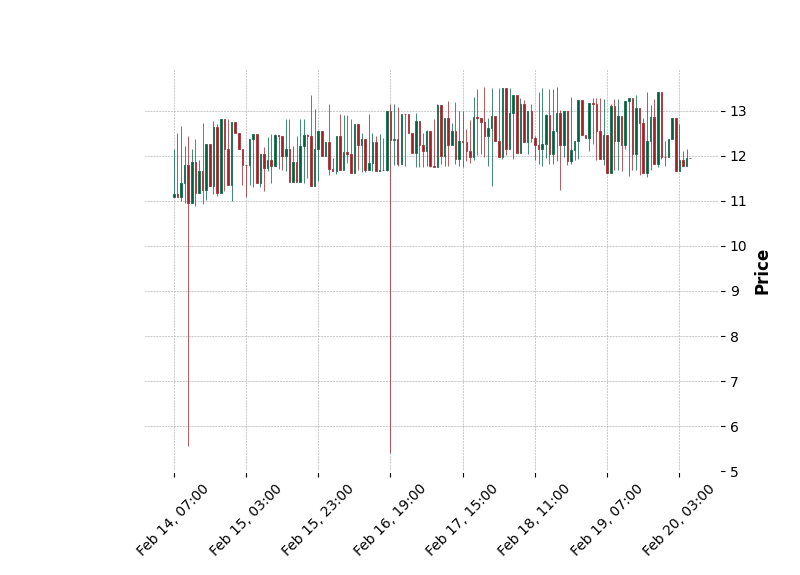 13
12
11
10
9
8
7
6
5
Price
Feb 14, 07:00
Feb 15, 03:00
Feb 15, 23:00
Feb 16, 19:00
Feb 17, 15:00
Feb 18, 11:00
Feb 19, 07:00
Feb 20, 03:00